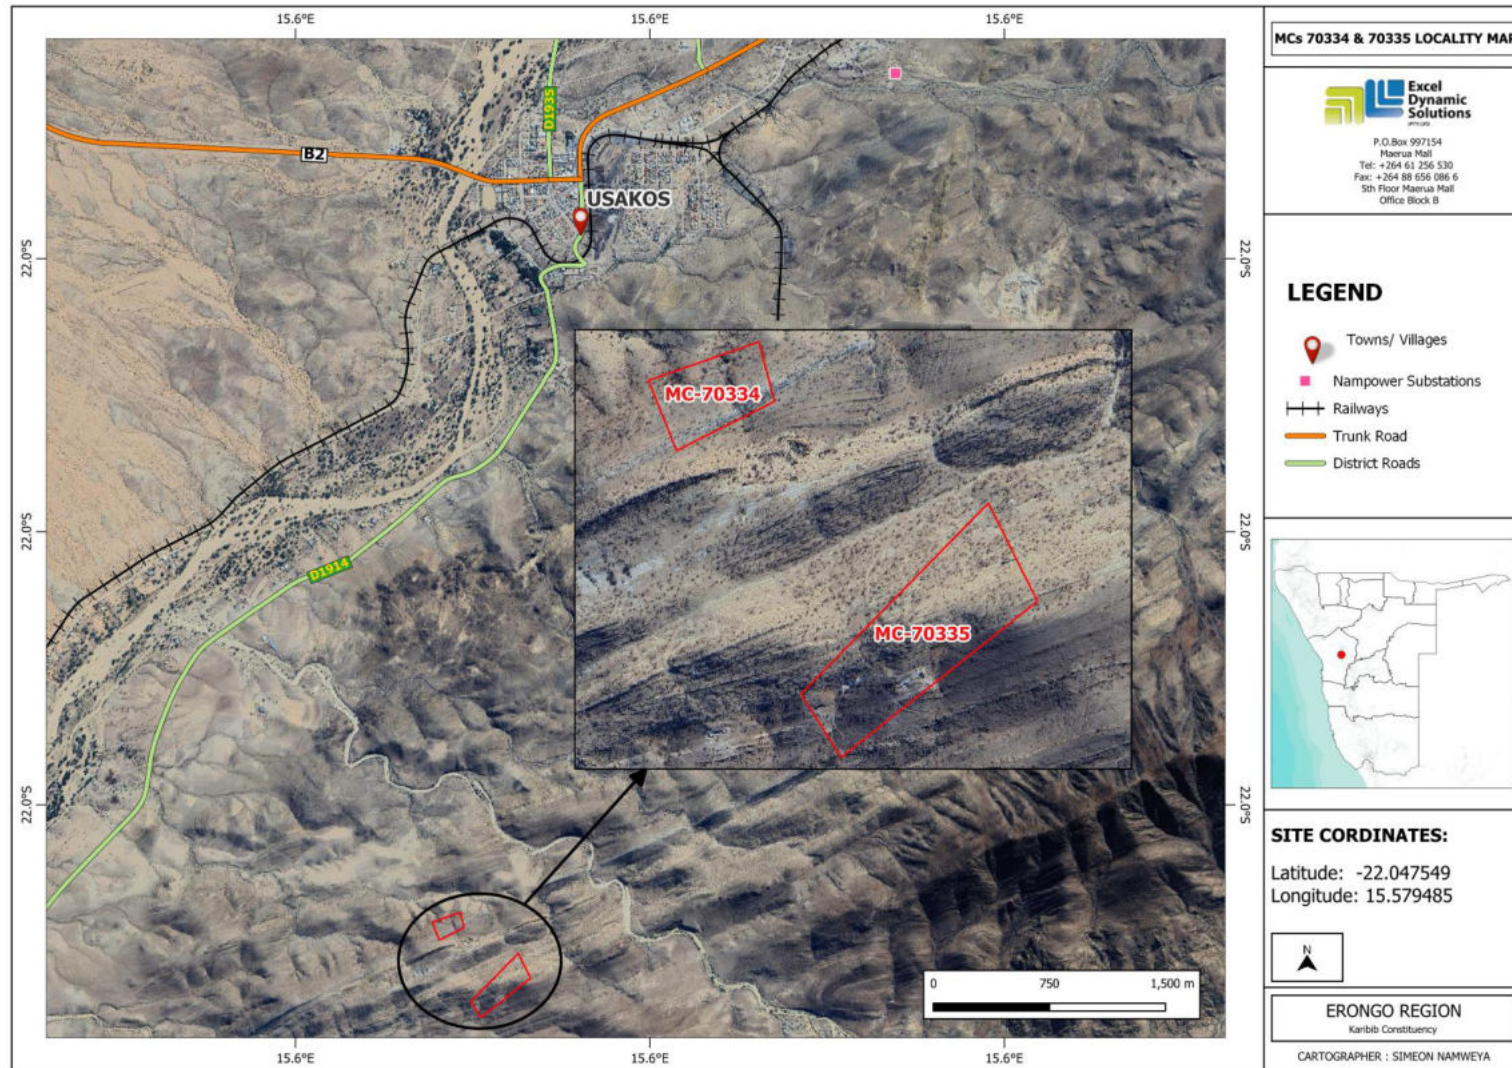 15.6°E
15.6°E
15.6°E
22.0°S
22.0°S
22.0°S
22.0°S
22.0°S
22.0°S
15.6°E
15.6°E
15.6°E
B2
D1935
USAKOS
D1914
MC-70334
MC-70335
0 750 1,500 m
MCs 70334 & 70335 LOCALITY MAP
Excel
Dynamic
Solutions
P.O.Box 997154
Maerua Mall
Tel: +264 61 256 530
Fax: +264 88 656 086 6
5th Floor Maerua Mall
Office Block B
LEGEND
Towns/ Villages
Nampower Substations
Railways
Trunk Road
District Roads
SITE CORDINATES:
Latitude: -22.047549
Longitude: 15.579485
N
ERONGO REGION
Karibib Constituency
CARTOGRAPHER : SIMEON NAMWEYA